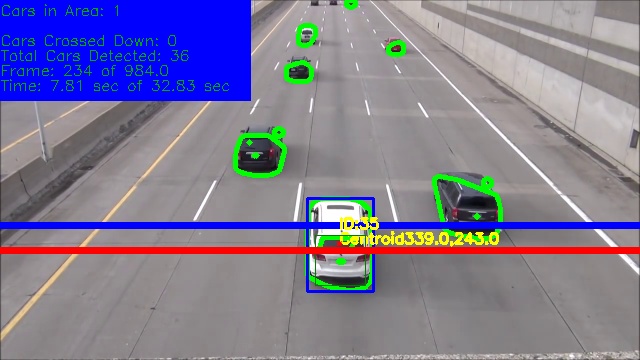 Cars in Area: 1
Cars Crossed Down: 0
Total Cars Detected: 36
Frame: 234 of 984.0
Time: 7.81 sec of 32.83 sec
ID:35
Centroid339.0,243.0